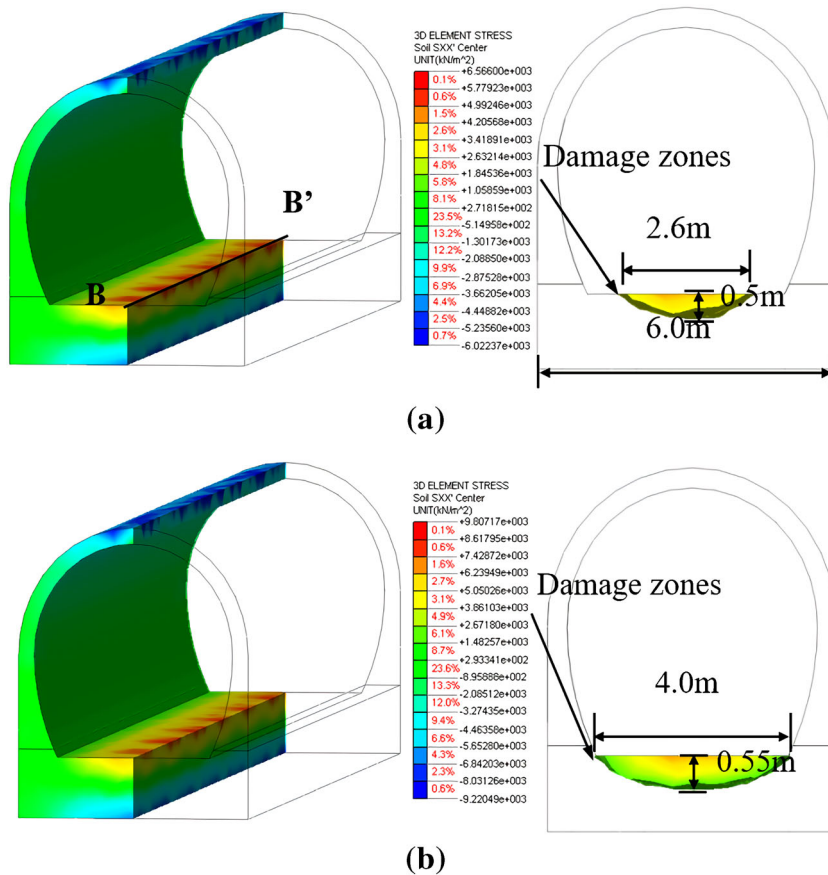 3D ELEMENT STRESS
Soil SXX' Center
UNIT(kN/m^2)
+6.56600e+003
0.1%
+5.77923e+003
0.6%
+4.99246e+003
1.5%
+4.20568e+003
2.6%
+3.41891e+003
3.1%
+2.63214e+003
4.8%
+1.84536e+003
5.8%
+1.05859e+003
8.1%
+2.71815e+002
23.5%
-5.14958e+002
13.2%
-1.30173e+003
12.2%
-2.08850e+003
9.9%
-2.87528e+003
6.9%
-3.66205e+003
4.4%
-4.44882e+003
2.5%
-5.23560e+003
0.7%
-6.02237e+003
B'
B
Damage zones
2.6m
0.5m
6.0m
(a)
3D ELEMENT STRESS
Soil SXX' Center
UNIT(kN/m^2)
+9.80717e+003
0.1%
+8.61795e+003
0.6%
+7.42872e+003
1.6%
+6.23949e+003
2.7%
+5.05026e+003
3.1%
+3.86103e+003
4.9%
+2.67180e+003
6.1%
+1.48257e+003
8.7%
+2.93341e+002
23.6%
-8.95888e+002
13.3%
-2.08512e+003
12.0%
-3.27435e+003
9.4%
-4.46358e+003
6.6%
-5.65280e+003
4.3%
-6.84203e+003
2.3%
-8.03126e+003
0.6%
-9.22049e+003
Damage zones
4.0m
0.55m
(b)